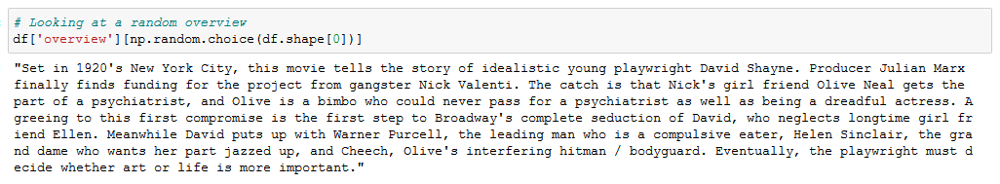 # Looking at a random overview
df['overview'][np.random.choice(df.shape[0])]
"Set in 1920's New York City, this movie tells the story of idealistic young playwright David Shayne. Producer Julian Marx
finally finds funding for the project from gangster Nick Valenti. The catch is that Nick's girl friend Olive Neal gets the
part of a psychiatrist, and Olive is a bimbo who could never pass for a psychiatrist as well as being a dreadful actress. A
greeing to this first compromise is the first step to Broadway's complete seduction of David, who neglects longtime girl fr
iend Ellen. Meanwhile David puts up with Warner Purcell, the leading man who is a compulsive eater, Helen Sinclair, the gra
nd dame who wants her part jazzed up, and Cheech, Olive's interfering hitman / bodyguard. Eventually, the playwright must d
ecide whether art or life is more important."